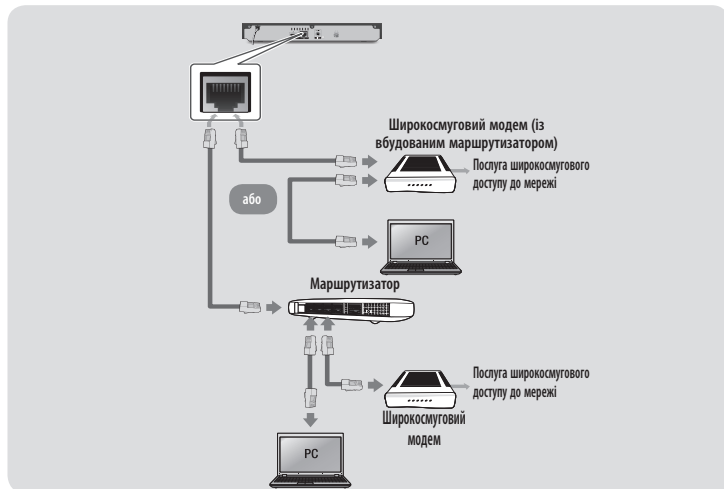 Широкосмуговий модем (із
вбудованим маршрутизатором)
Послуга широкосмугового
доступу до мережі
або
PC
Маршрутизатор
Послуга широкосмугового
доступу до мережі
Широкосмуговий
модем
PC